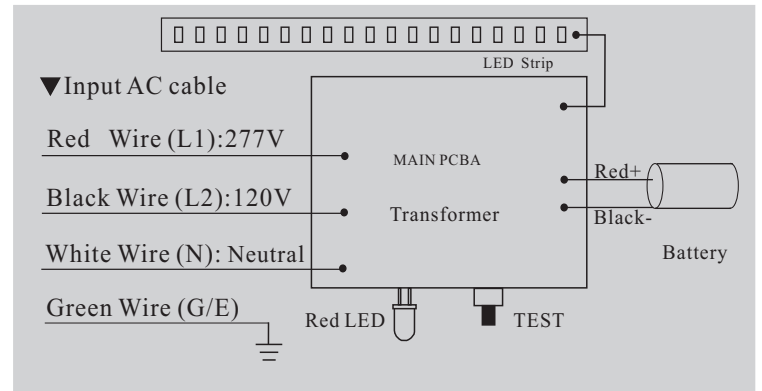 LED Strip
▼Input AC cable
Red Wire (L1):277V
MAIN PCBA
Red+
Black Wire (L2):120V
Transformer
Black-
White Wire (N): Neutral
Battery
Green Wire (G/E)
Red LED
TEST